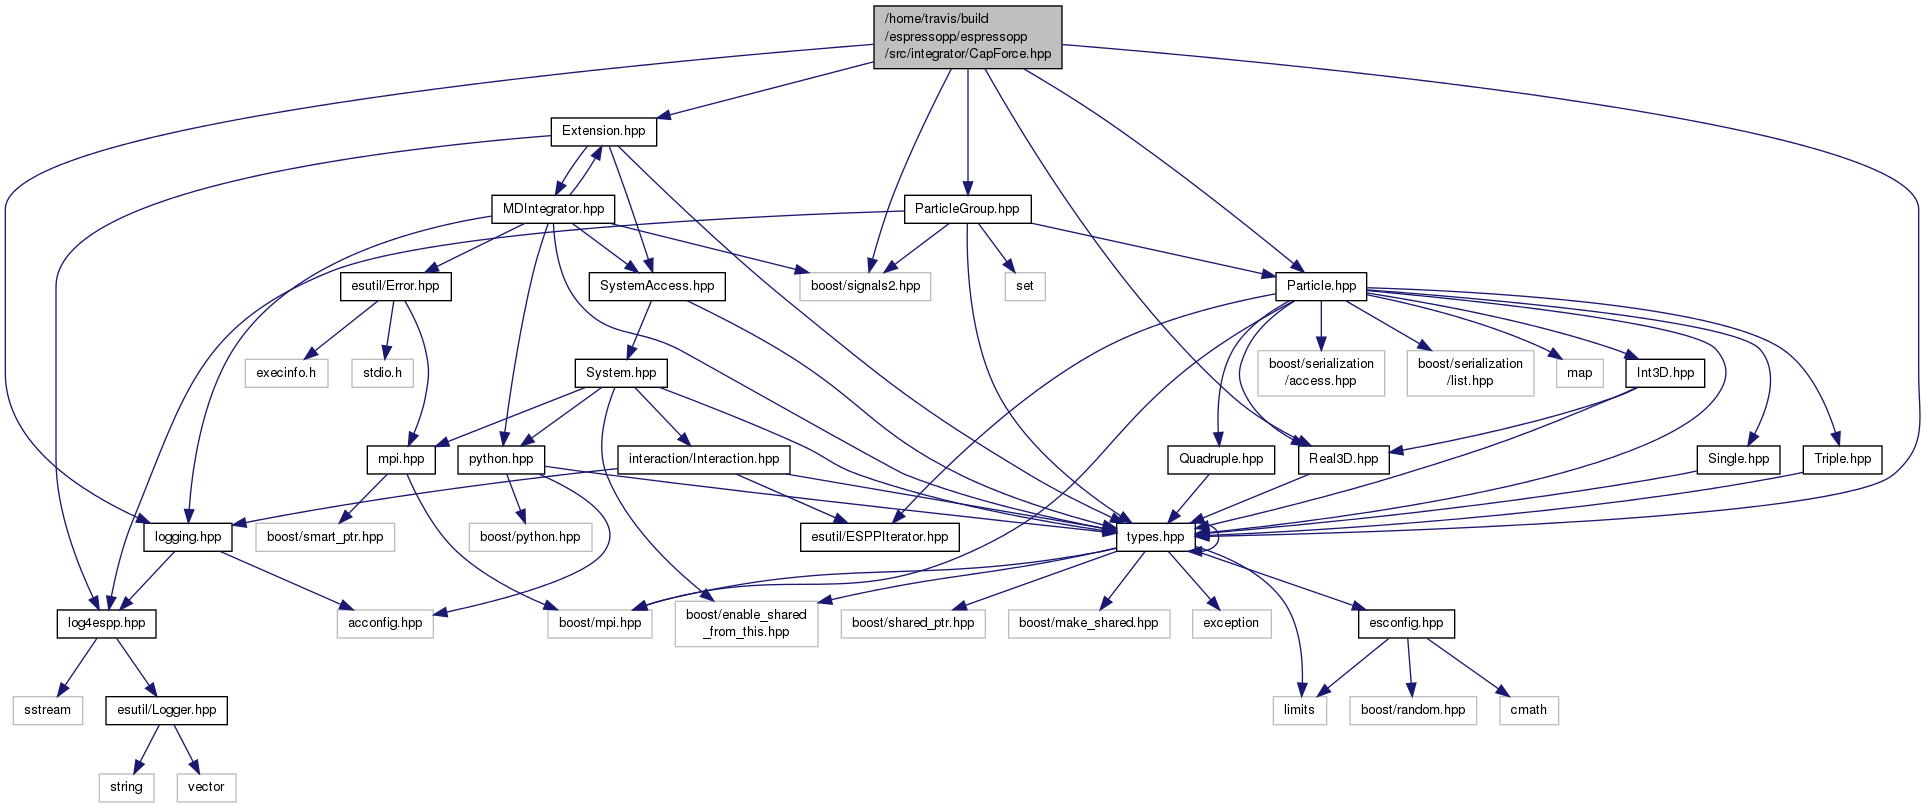 /home/travis/build
/espressopp/espressopp
/src/integrator/CapForce.hpp
Extension.hpp
MDIntegrator.hpp
ParticleGroup.hpp
esutil/Error.hpp
SystemAccess.hpp
boost/signals2.hpp
set
Particle.hpp
execinfo.h
stdio.h
System.hpp
boost/serialization
/access.hpp
boost/serialization
/list.hpp
map
Int3D.hpp
mpi.hpp
python.hpp
interaction/Interaction.hpp
Quadruple.hpp
Real3D.hpp
Single.hpp
Triple.hpp
logging.hpp
boost/smart_ptr.hpp
boost/python.hpp
esutil/ESPPIterator.hpp
types.hpp
log4espp.hpp
acconfig.hpp
boost/mpi.hpp
boost/enable_shared
_from_this.hpp
boost/shared_ptr.hpp
boost/make_shared.hpp
exception
esconfig.hpp
sstream
esutil/Logger.hpp
limits
boost/random.hpp
cmath
string
vector